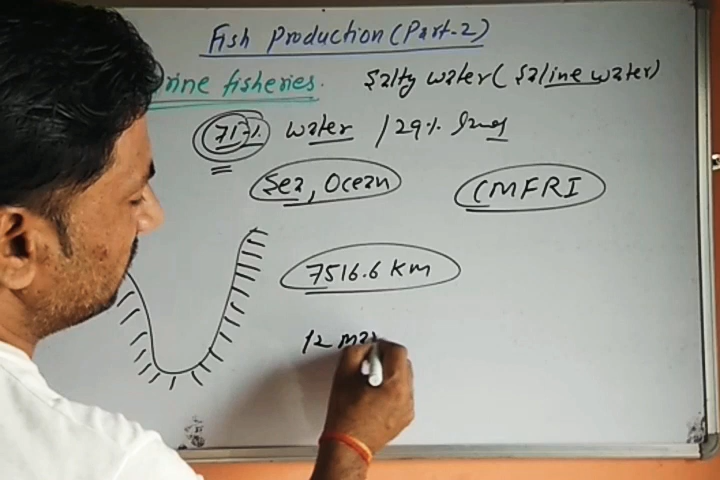 Fish Production (Part-2)
rine fisheries. Salty water (Saline water)
71% water / 29% land
Sea, Ocean CMFRI
7516.6 KM
12